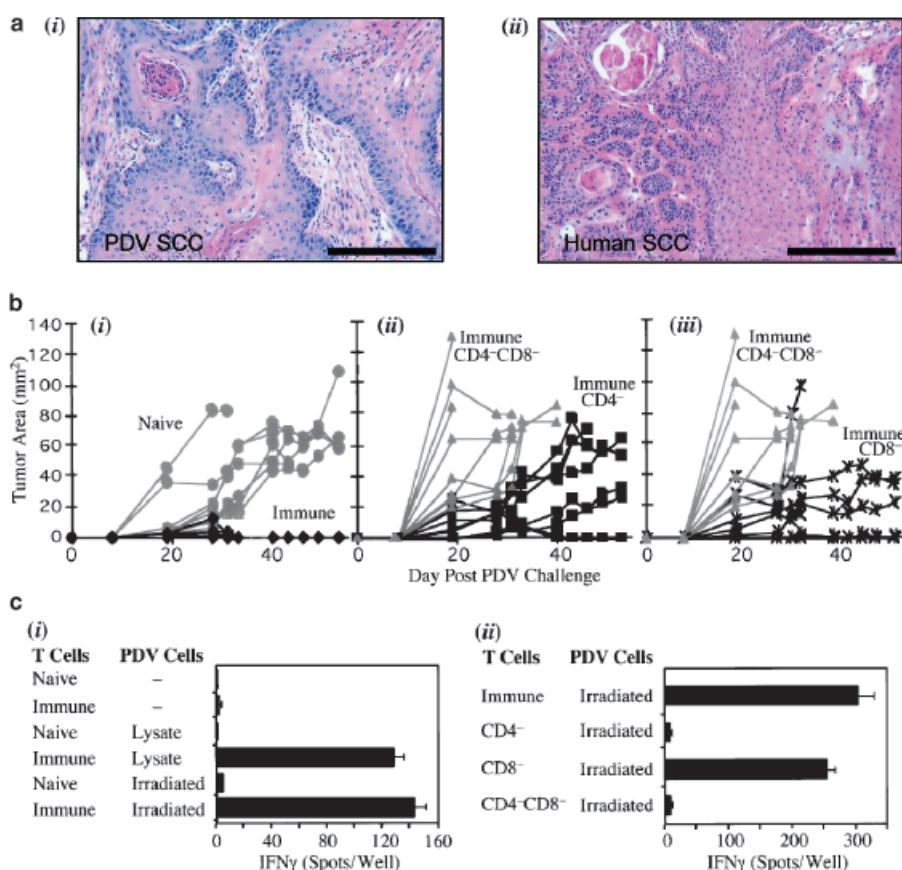 a (i) (ii)
PDV SCC Human SCC
b
(i) (ii) (iii)
140
120
100
80
60
40
20
0
Tumor Area (mm²)
Naive
Immune
Immune
CD4⁻CD8⁻
Immune
CD4⁻
Immune
CD4⁻CD8⁻
Immune
CD8⁻
0 20 40 20 40 20 40
Day Post PDV Challenge
c
(i)
T Cells PDV Cells
Naive –
Immune –
Naive Lysate
Immune Lysate
Naive Irradiated
Immune Irradiated
0 40 80 120 160
IFNγ (Spots/Well)
(ii)
T Cells PDV Cells
Immune Irradiated
CD4⁻ Irradiated
CD8⁻ Irradiated
CD4⁻CD8⁻ Irradiated
0 100 200 300
IFNγ (Spots/Well)